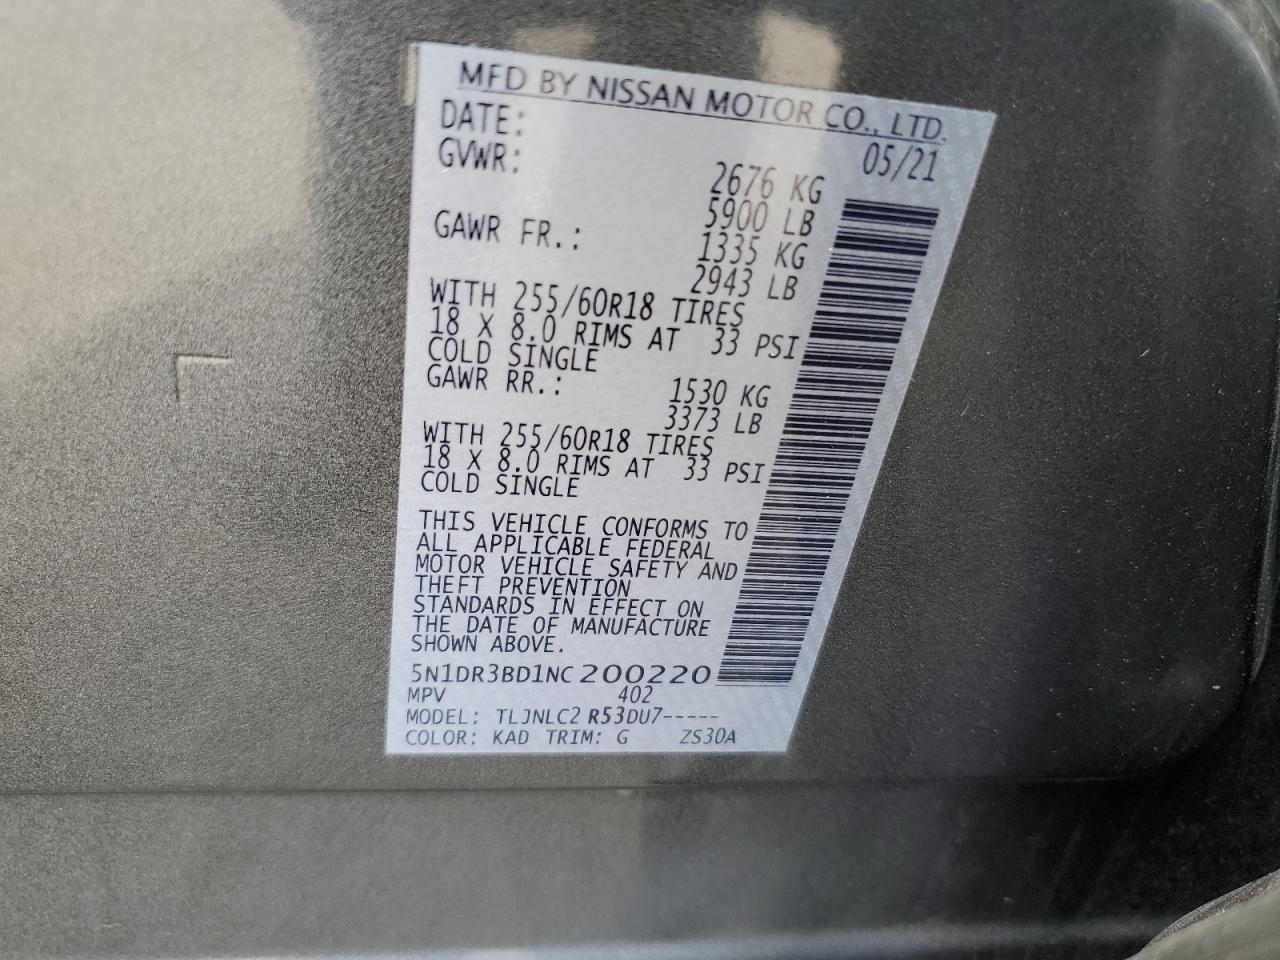 MFD BY NISSAN MOTOR CO., LTD.
DATE: 05/21
GVWR: 2676 KG
5900 LB
GAWR FR.: 1335 KG
2943 LB
WITH 255/60R18 TIRES
18 X 8.0 RIMS AT 33 PSI
COLD SINGLE
GAWR RR.: 1530 KG
3373 LB
WITH 255/60R18 TIRES
18 X 8.0 RIMS AT 33 PSI
COLD SINGLE
THIS VEHICLE CONFORMS TO
ALL APPLICABLE FEDERAL
MOTOR VEHICLE SAFETY AND
THEFT PREVENTION
STANDARDS IN EFFECT ON
THE DATE OF MANUFACTURE
SHOWN ABOVE.
5N1DR3BD1NC200220
MPV 402
MODEL: TLJNLC2 R53DU7-----
COLOR: KAD TRIM: G ZS30A